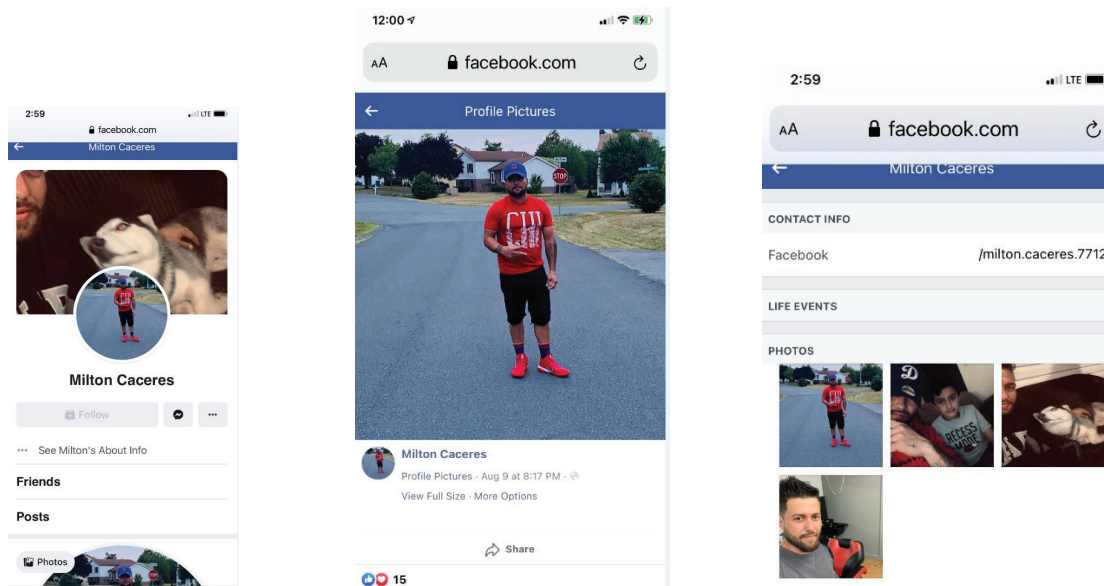 2:59
LTE
facebook.com
Milton Caceres
Milton Caceres
Follow
See Milton's About Info
Friends
Posts
Photos
12:00
AA
facebook.com
Profile Pictures
STOP
Milton Caceres
Profile Pictures · Aug 9 at 8:17 PM ·
View Full Size · More Options
Share
15
2:59
LTE
AA
facebook.com
Milton Caceres
CONTACT INFO
Facebook
/milton.caceres.7712
LIFE EVENTS
PHOTOS
D
RECESS
MORE